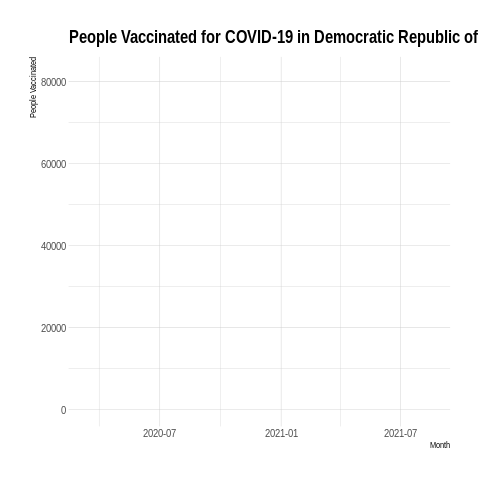 People Vaccinated for COVID-19 in Democratic Republic of
People Vaccinated
80000
60000
40000
20000
0
2020-07
2021-01
2021-07
Month